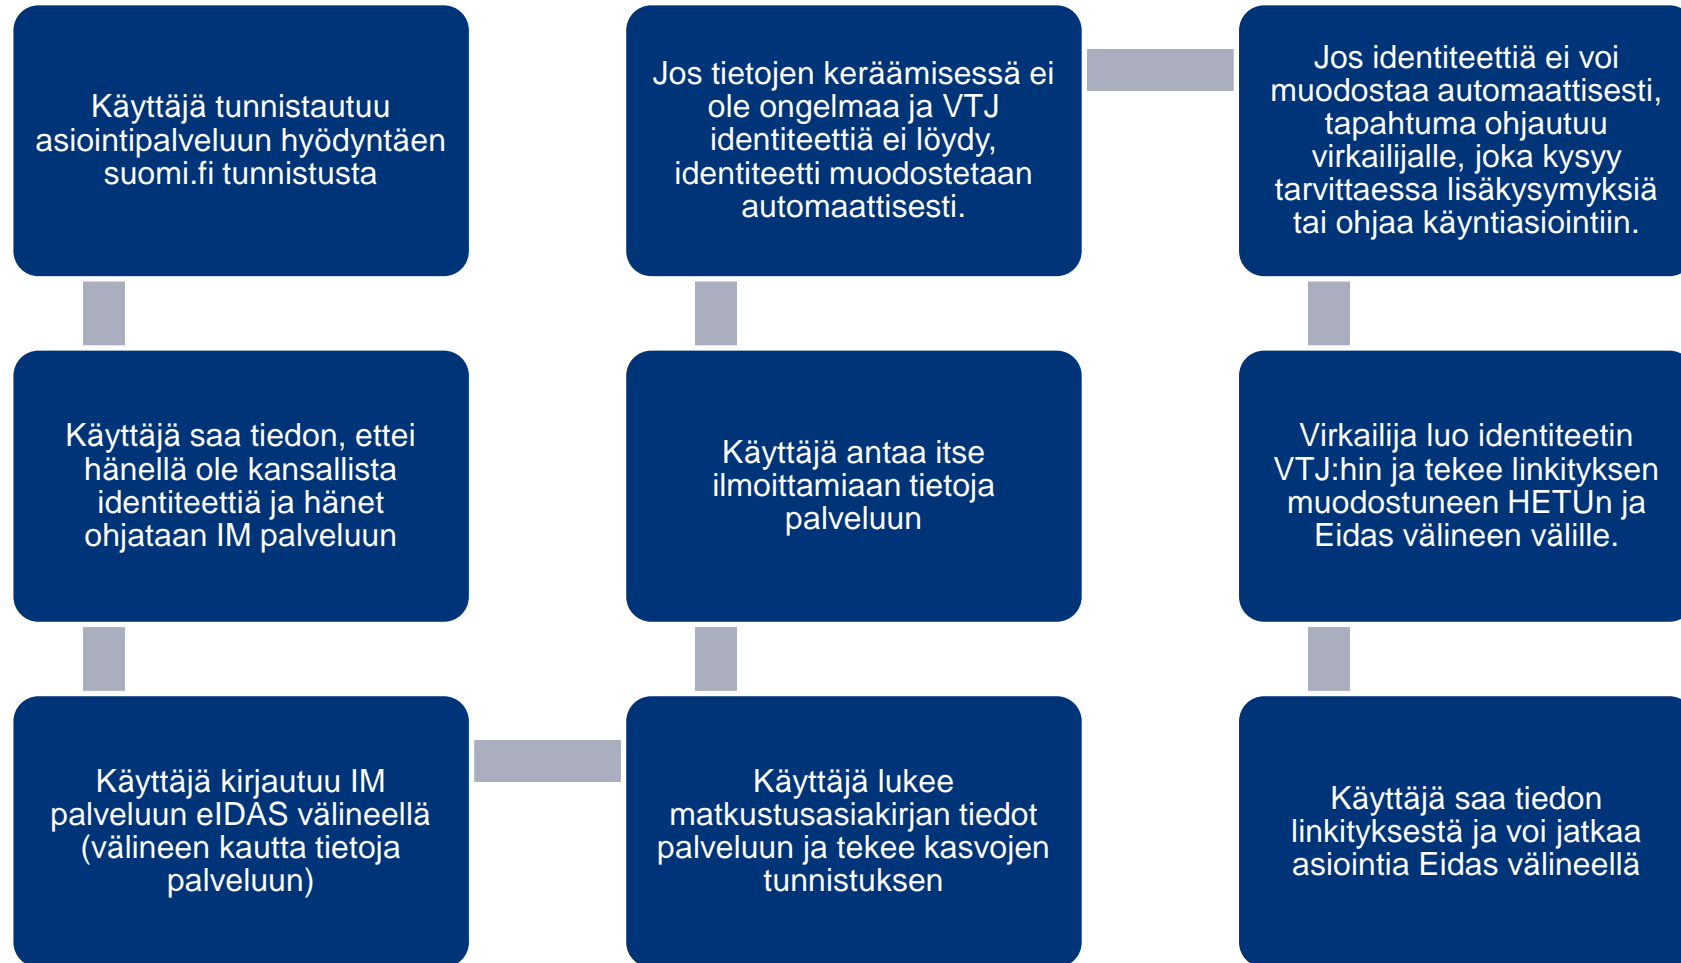 Käyttäjä tunnistautuu
asiointipalveluun hyödyntäen
suomi.fi tunnistusta
Käyttäjä saa tiedon, ettei
hänellä ole kansallista
identiteettiä ja hänet
ohjataan IM palveluun
Käyttäjä kirjautuu IM
palveluun eIDAS välineellä
(välineen kautta tietoja
palveluun)
Käyttäjä lukee
matkustusasiakirjan tiedot
palveluun ja tekee kasvojen
tunnistuksen
Käyttäjä antaa itse
ilmoittamiaan tietoja
palveluun
Jos tietojen keräämisessä ei
ole ongelmaa ja VTJ
identiteettiä ei löydy,
identiteetti muodostetaan
automaattisesti.
Jos identiteettiä ei voi
muodostaa automaattisesti,
tapahtuma ohjautuu
virkailijalle, joka kysyy
tarvittaessa lisäkysymyksiä
tai ohjaa käyntiasiointiin.
Virkailija luo identiteetin
VTJ:hin ja tekee linkityksen
muodostuneen HETUn ja
Eidas välineen välille.
Käyttäjä saa tiedon
linkityksestä ja voi jatkaa
asiointia Eidas välineellä